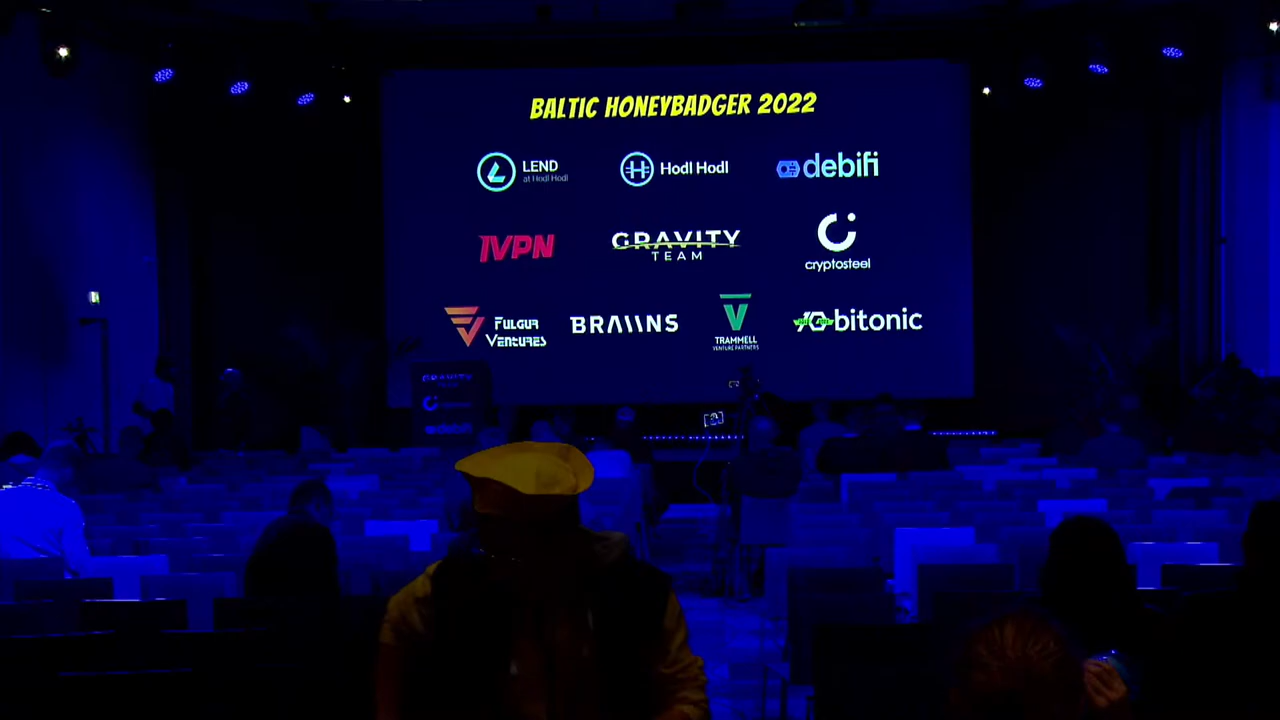 BALTIC HONEYBADGER 2022
LEND
at Hodl Hodl
Hodl Hodl
debifi
IVPN
GRAVITY
TEAM
cryptosteel
FULGUR
VENTURES
BRAIINS
TRAMMELL
VENTURE PARTNERS
bitonic
GRAVITY